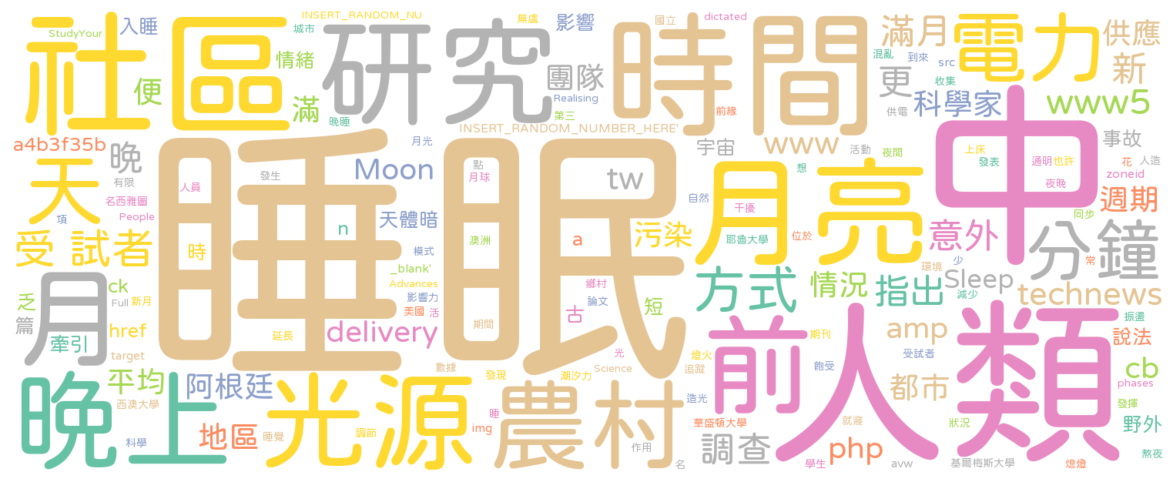 INSERT_RANDOM_NU
StudyYour
入睡
城市
無處
影響
國立
dictated
滿月
電力
供應
社區
研究
時間
情緒
便
滿
團隊
Realising
第三
晚睡
前緣
更
混亂
到來
src
收集
供電
科學家
新
www5
INSERT_RANDOM_NUMBER_HERE'
a4b3f35b
晚
月光
宇宙
www
活動
夜間
中
事故
上床
發表
通明
也許
花
人造
天
有限
人員
發生
睡眠
Moon
點
月球
tw
想
月亮
夜晚
zoneid
週期
名西雅圖
People
項
天體暗
自然
干擾
同步
受試者
時
n
澳洲
a
污染
耶魯大學
位於
意外
分鐘
模式
_blank'
Advances
鄉村
環境
少
常
月
ck
乏
篇
Full
新月
影響力
美國
活
論文
古
短
方式
情況
指出
Sleep
減少
technews
href
牽引
target
延長
期間
delivery
光
燈火
追蹤
前
期刊
amp
人類
振盪
說法
平均
數線
發現
潮汐力
Science
飽受
受試者
cb
phases
晚上
西澳大學
阿根廷
光源
睡
農村
造光
都市
發揮
地區
img
華盛頓大學
就寢
狀況
野外
科學
睡覺
調節
作用
名
調查
學生
php
avw
基爾梅斯大學
燈燈
熬夜